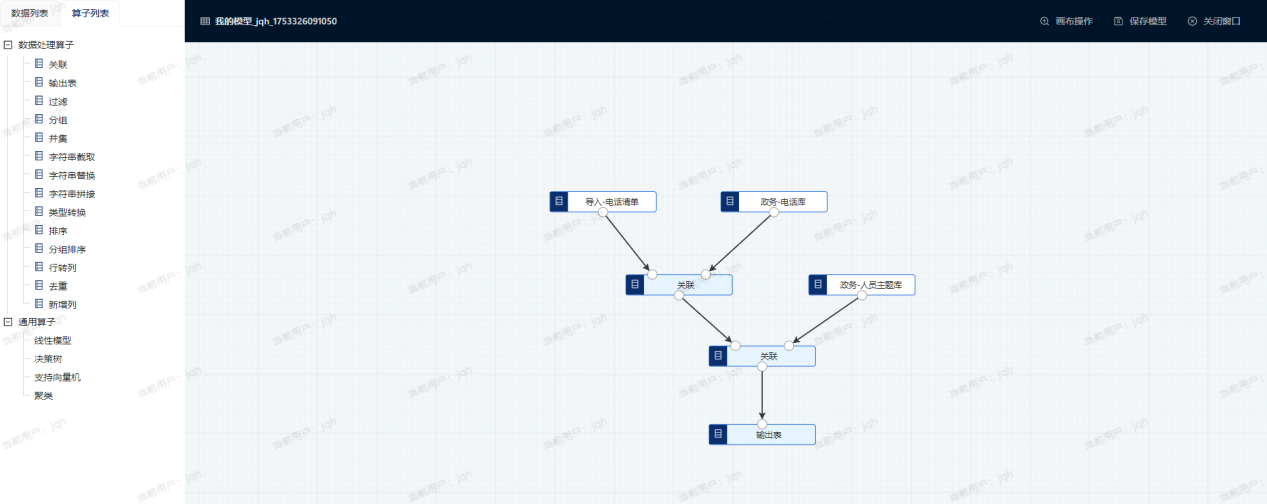 数据列表 算子列表
我的模型_jqh_1753326091050 画布操作 保存模型 关闭窗口
数据处理算子
关联
输出表
过滤
分组
并集
字符串截取
字符串替换
字符串拼接
类型转换
排序
分组排序
行转列
去重
新增列
通用算子
线性模型
决策树
支持向量机
聚类
导入-电话清单 政务-电话库
关联 政务-人员主题库
关联
输出表
当前用户：jqh